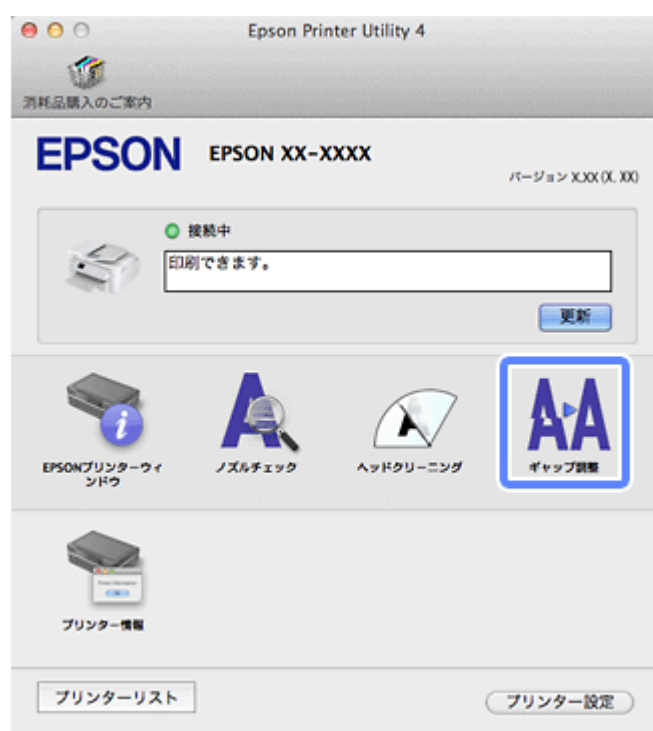 Epson Printer Utility 4
消耗品購入のご案内
EPSON EPSON XX-XXXX
バージョン X.XX (X. XX)
接続中
印刷できます。
更新
EPSONプリンターウィ
ンドウ
ノズルチェック
ヘッドクリーニング
ギャップ調整
プリンター情報
プリンターリスト
プリンター設定